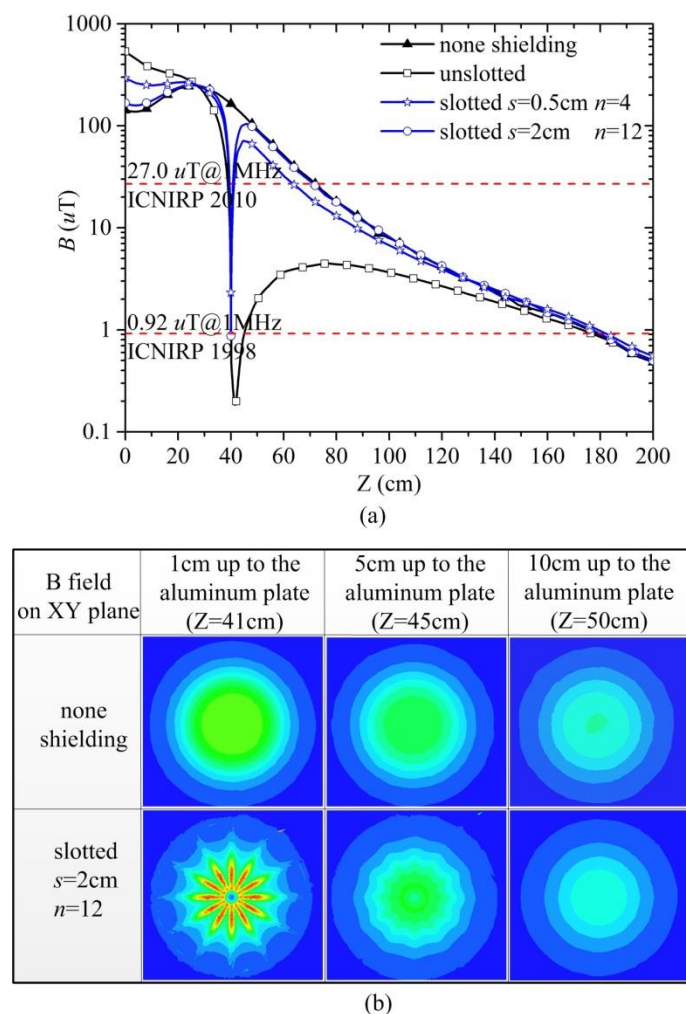 (a)
1000
100
10
1
0.1
B (uT)
none shielding
unslotted
slotted s=0.5cm n=4
slotted s=2cm n=12
27.0 uT@1MHz
ICNIRP 2010
0.92 uT@1MHz
ICNIRP 1998
0 20 40 60 80 100 120 140 160 180 200
Z (cm)
(a)
B field
on XY plane
1cm up to the
aluminum plate
(Z=41cm)
5cm up to the
aluminum plate
(Z=45cm)
10cm up to the
aluminum plate
(Z=50cm)
none
shielding
slotted
s=2cm
n=12
(b)